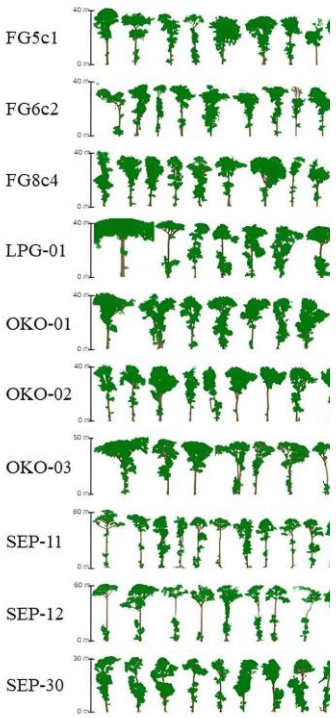 40 m
FG5c1
0 m
40 m
FG6c2
0 m
40 m
FG8c4
0 m
40 m
LPG-01
0 m
40 m
OKO-01
0 m
40 m
OKO-02
0 m
50 m
OKO-03
0 m
60 m
SEP-11
0 m
60 m
SEP-12
0 m
30 m
SEP-30
0 m